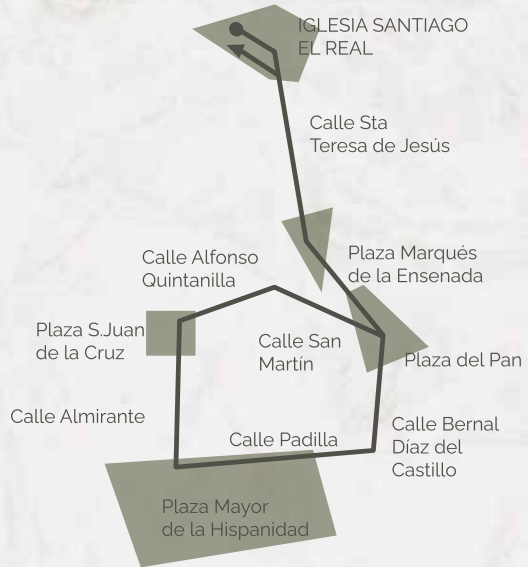 IGLESIA SANTIAGO
EL REAL
Calle Sta
Teresa de Jesús
Calle Alfonso
Quintanilla
Plaza Marqués
de la Ensenada
Plaza S.Juan
de la Cruz
Calle San
Martín
Plaza del Pan
Calle Almirante
Calle Padilla
Calle Bernal
Díaz del
Castillo
Plaza Mayor
de la Hispanidad